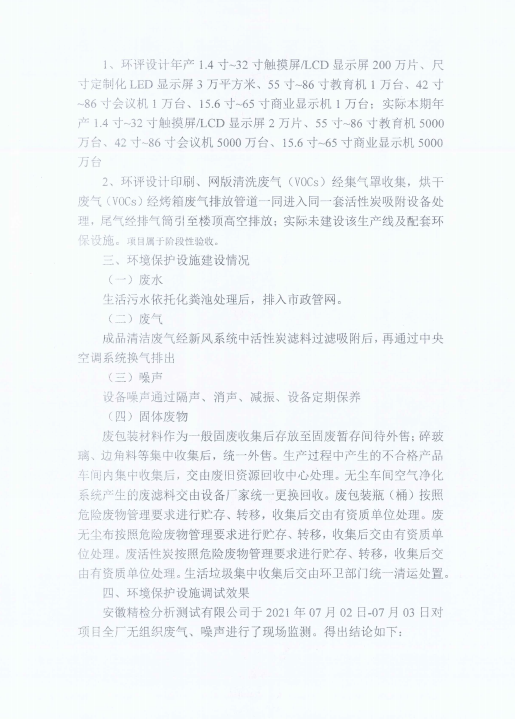 1、环评设计年产 1.4 寸~32 寸触摸屏/LCD 显示屏 200 万片、尺
寸定制化 LED 显示屏 3 万平方米、55 寸~86 寸教育机 1 万台、42 寸
~86 寸会议机 1 万台、15.6 寸~65 寸商业显示机 1 万台；实际本期年
产 1.4 寸~32 寸触摸屏/LCD 显示屏 2 万片、55 寸~86 寸教育机 5000
万台、42 寸~86 寸会议机 5000 万台、15.6 寸~65 寸商业显示机 5000
万台
2、环评设计印刷、网版清洗废气（VOCs）经集气罩收集，烘干
废气（VOCs）经烤箱废气排放管道一同进入同一套活性炭吸附设备处
理，尾气经排气筒引至楼顶高空排放；实际未建设该生产线及配套环
保设施。项目属于阶段性验收。
三、环境保护设施建设情况
（一）废水
生活污水依托化粪池处理后，排入市政管网。
（二）废气
成品清洁废气经新风系统中活性炭滤料过滤吸附后，再通过中央
空调系统换气排出
（三）噪声
设备噪声通过隔声、消声、减振、设备定期保养
（四）固体废物
废包装材料作为一般固废收集后存放至固废暂存间待外售；碎玻
璃、边角料等集中收集后，统一外售。生产过程中产生的不合格产品
车间内集中收集后，交由废旧资源回收中心处理。无尘车间空气净化
系统产生的废滤料交由设备厂家统一更换回收。废包装瓶（桶）按照
危险废物管理要求进行贮存、转移，收集后交由有资质单位处理。废
无尘布按照危险废物管理要求进行贮存、转移，收集后交由有资质单
位处理。废活性炭按照危险废物管理要求进行贮存、转移，收集后交
由有资质单位处理。生活垃圾集中收集后交由环卫部门统一清运处置。
四、环境保护设施调试效果
安徽精检分析测试有限公司于 2021 年 07 月 02 日-07 月 03 日对
项目全厂无组织废气、噪声进行了现场监测。得出结论如下：